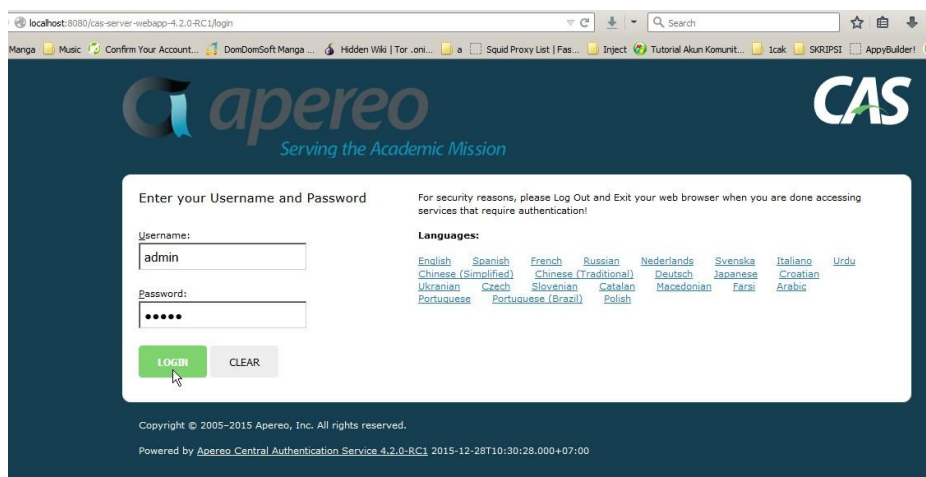 localhost:8080/cas-server-webapp-4.2.0-RC1/login Search
Manga Music Confirm Your Account... DomDomSoft Manga ... Hidden Wiki | Tor .oni... a Squid Proxy List | Fas... Inject Tutorial Akun Komunit... 1cak SKRIPSI AppyBuilder!
apereo
Serving the Academic Mission
CAS
Enter your Username and Password
Username:
admin
Password:
•••••
LOGIN CLEAR
For security reasons, please Log Out and Exit your web browser when you are done accessing
services that require authentication!
Languages:
English Spanish French Russian Nederlands Svenska Italiano Urdu
Chinese (Simplified) Chinese (Traditional) Deutsch Japanese Croatian
Ukranian Czech Slovenian Catalan Macedonian Farsi Arabic
Portuguese Portuguese (Brazil) Polish
Copyright © 2005–2015 Apereo, Inc. All rights reserved.
Powered by Apereo Central Authentication Service 4.2.0-RC1 2015-12-28T10:30:28.000+07:00